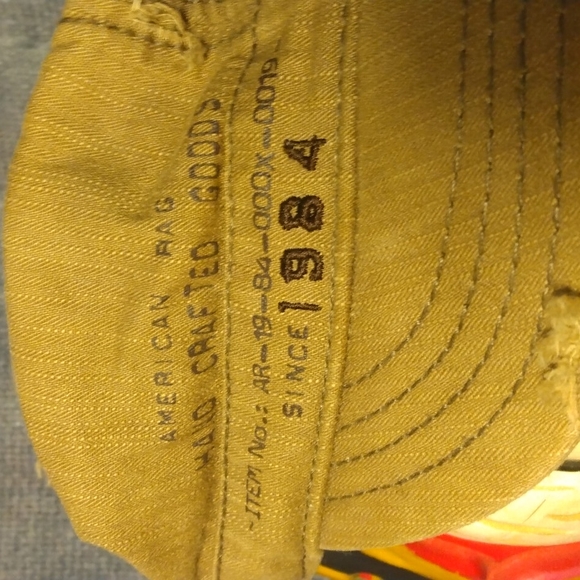 AMERICAN RAG
HAND CRAFTED GOODS
-ITEM No.: AR-19-84-000X-0019-
SINCE 1984